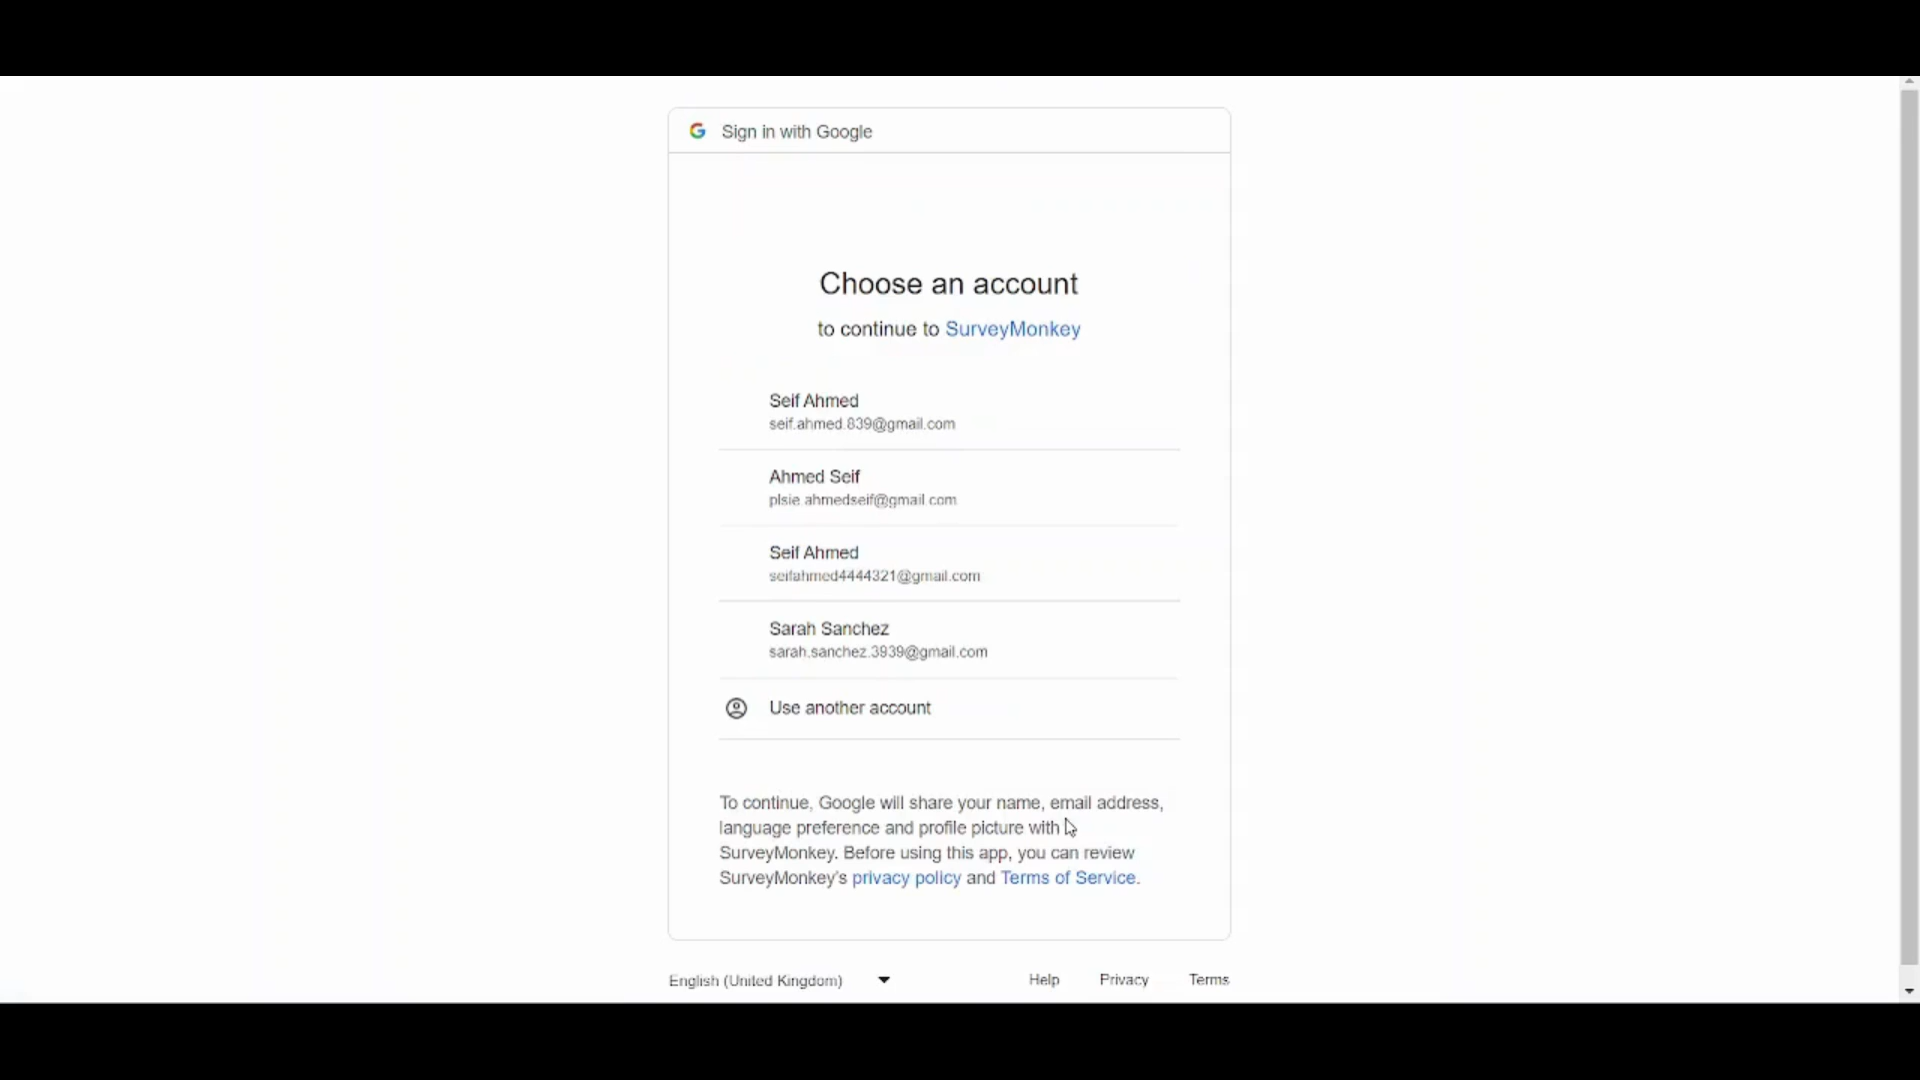 Sign in with Google
Choose an account
to continue to SurveyMonkey
Seif Ahmed
seif.ahmed.839@gmail.com
Ahmed Seif
plsie.ahmedseif@gmail.com
Seif Ahmed
seifahmed4444321@gmail.com
Sarah Sanchez
sarah.sanchez.3939@gmail.com
Use another account
To continue, Google will share your name, email address,
language preference and profile picture with
SurveyMonkey. Before using this app, you can review
SurveyMonkey's privacy policy and Terms of Service.
English (United Kingdom)
Help
Privacy
Terms